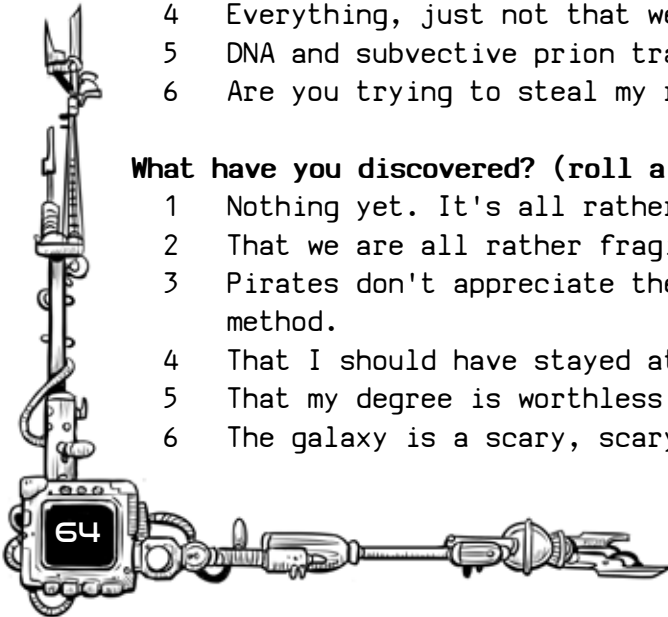 4 Everything, just not that we
5 DNA and subvective prion tra
6 Are you trying to steal my
What have you discovered? (roll a
1 Nothing yet. It's all rather
2 That we are all rather frag
3 Pirates don't appreciate the
method.
4 That I should have stayed at
5 That my degree is worthless
6 The galaxy is a scary, scary
64